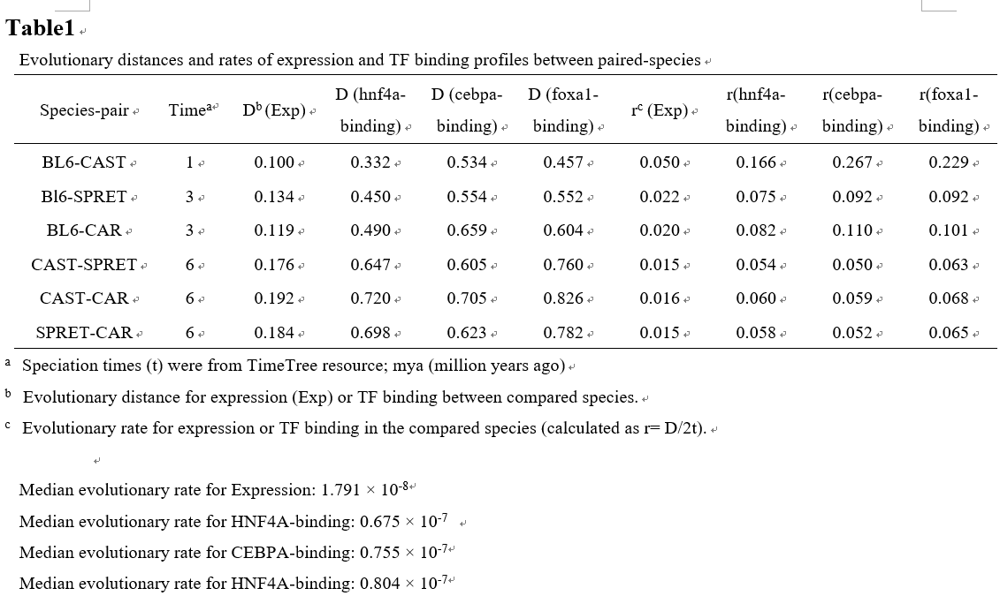 Table1
Evolutionary distances and rates of expression and TF binding profiles between paired-species
Species-pair Timeᵃ Dᵇ (Exp) D (hnf4a-binding) D (cebpa-binding) D (foxa1-binding) rᶜ (Exp) r(hnf4a-binding) r(cebpa-binding) r(foxa1-binding)
BL6-CAST 1 0.100 0.332 0.534 0.457 0.050 0.166 0.267 0.229
Bl6-SPRET 3 0.134 0.450 0.554 0.552 0.022 0.075 0.092 0.092
BL6-CAR 3 0.119 0.490 0.659 0.604 0.020 0.082 0.110 0.101
CAST-SPRET 6 0.176 0.647 0.605 0.760 0.015 0.054 0.050 0.063
CAST-CAR 6 0.192 0.720 0.705 0.826 0.016 0.060 0.059 0.068
SPRET-CAR 6 0.184 0.698 0.623 0.782 0.015 0.058 0.052 0.065
ᵃ Speciation times (t) were from TimeTree resource; mya (million years ago)
ᵇ Evolutionary distance for expression (Exp) or TF binding between compared species.
ᶜ Evolutionary rate for expression or TF binding in the compared species (calculated as r= D/2t).
Median evolutionary rate for Expression: 1.791 × 10⁻⁸
Median evolutionary rate for HNF4A-binding: 0.675 × 10⁻⁷
Median evolutionary rate for CEBPA-binding: 0.755 × 10⁻⁷
Median evolutionary rate for HNF4A-binding: 0.804 × 10⁻⁷